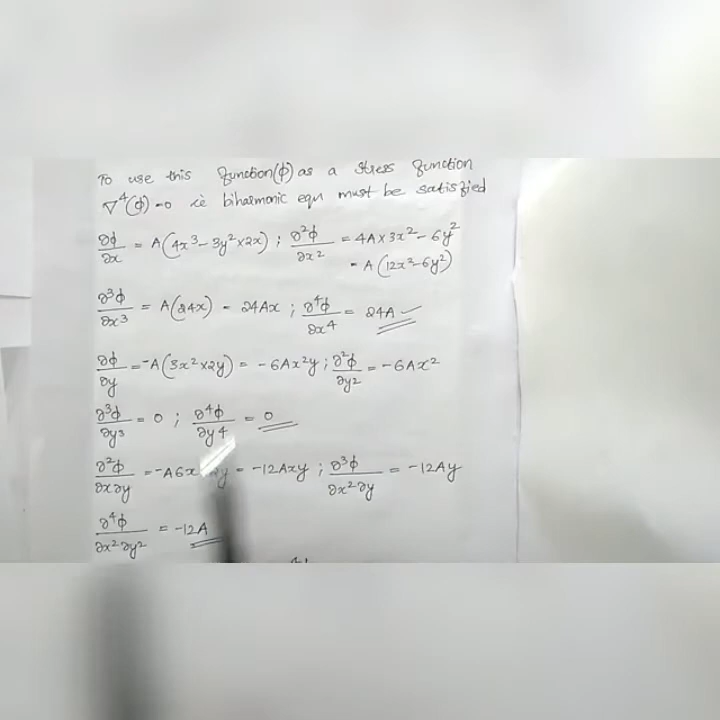 To use this function(ϕ) as a stress function
∇⁴(ϕ) = 0 ie biharmonic equn must be satisfied
∂ϕ/∂x = A(4x³ - 3y² × 2x) ; ∂²ϕ/∂x² = 4A × 3x² - 6y²
= A(12x² - 6y²)
∂³ϕ/∂x³ = A(24x) = 24Ax ; ∂⁴ϕ/∂x⁴ = 24A ✓
∂ϕ/∂y = -A(3x² × 2y) = -6Ax²y ; ∂²ϕ/∂y² = -6Ax²
∂³ϕ/∂y³ = 0 ; ∂⁴ϕ/∂y⁴ = 0
∂²ϕ/∂x∂y = -A6x 2y = -12Axy ; ∂³ϕ/∂x²∂y = -12Ay
∂⁴ϕ/∂x²∂y² = -12A